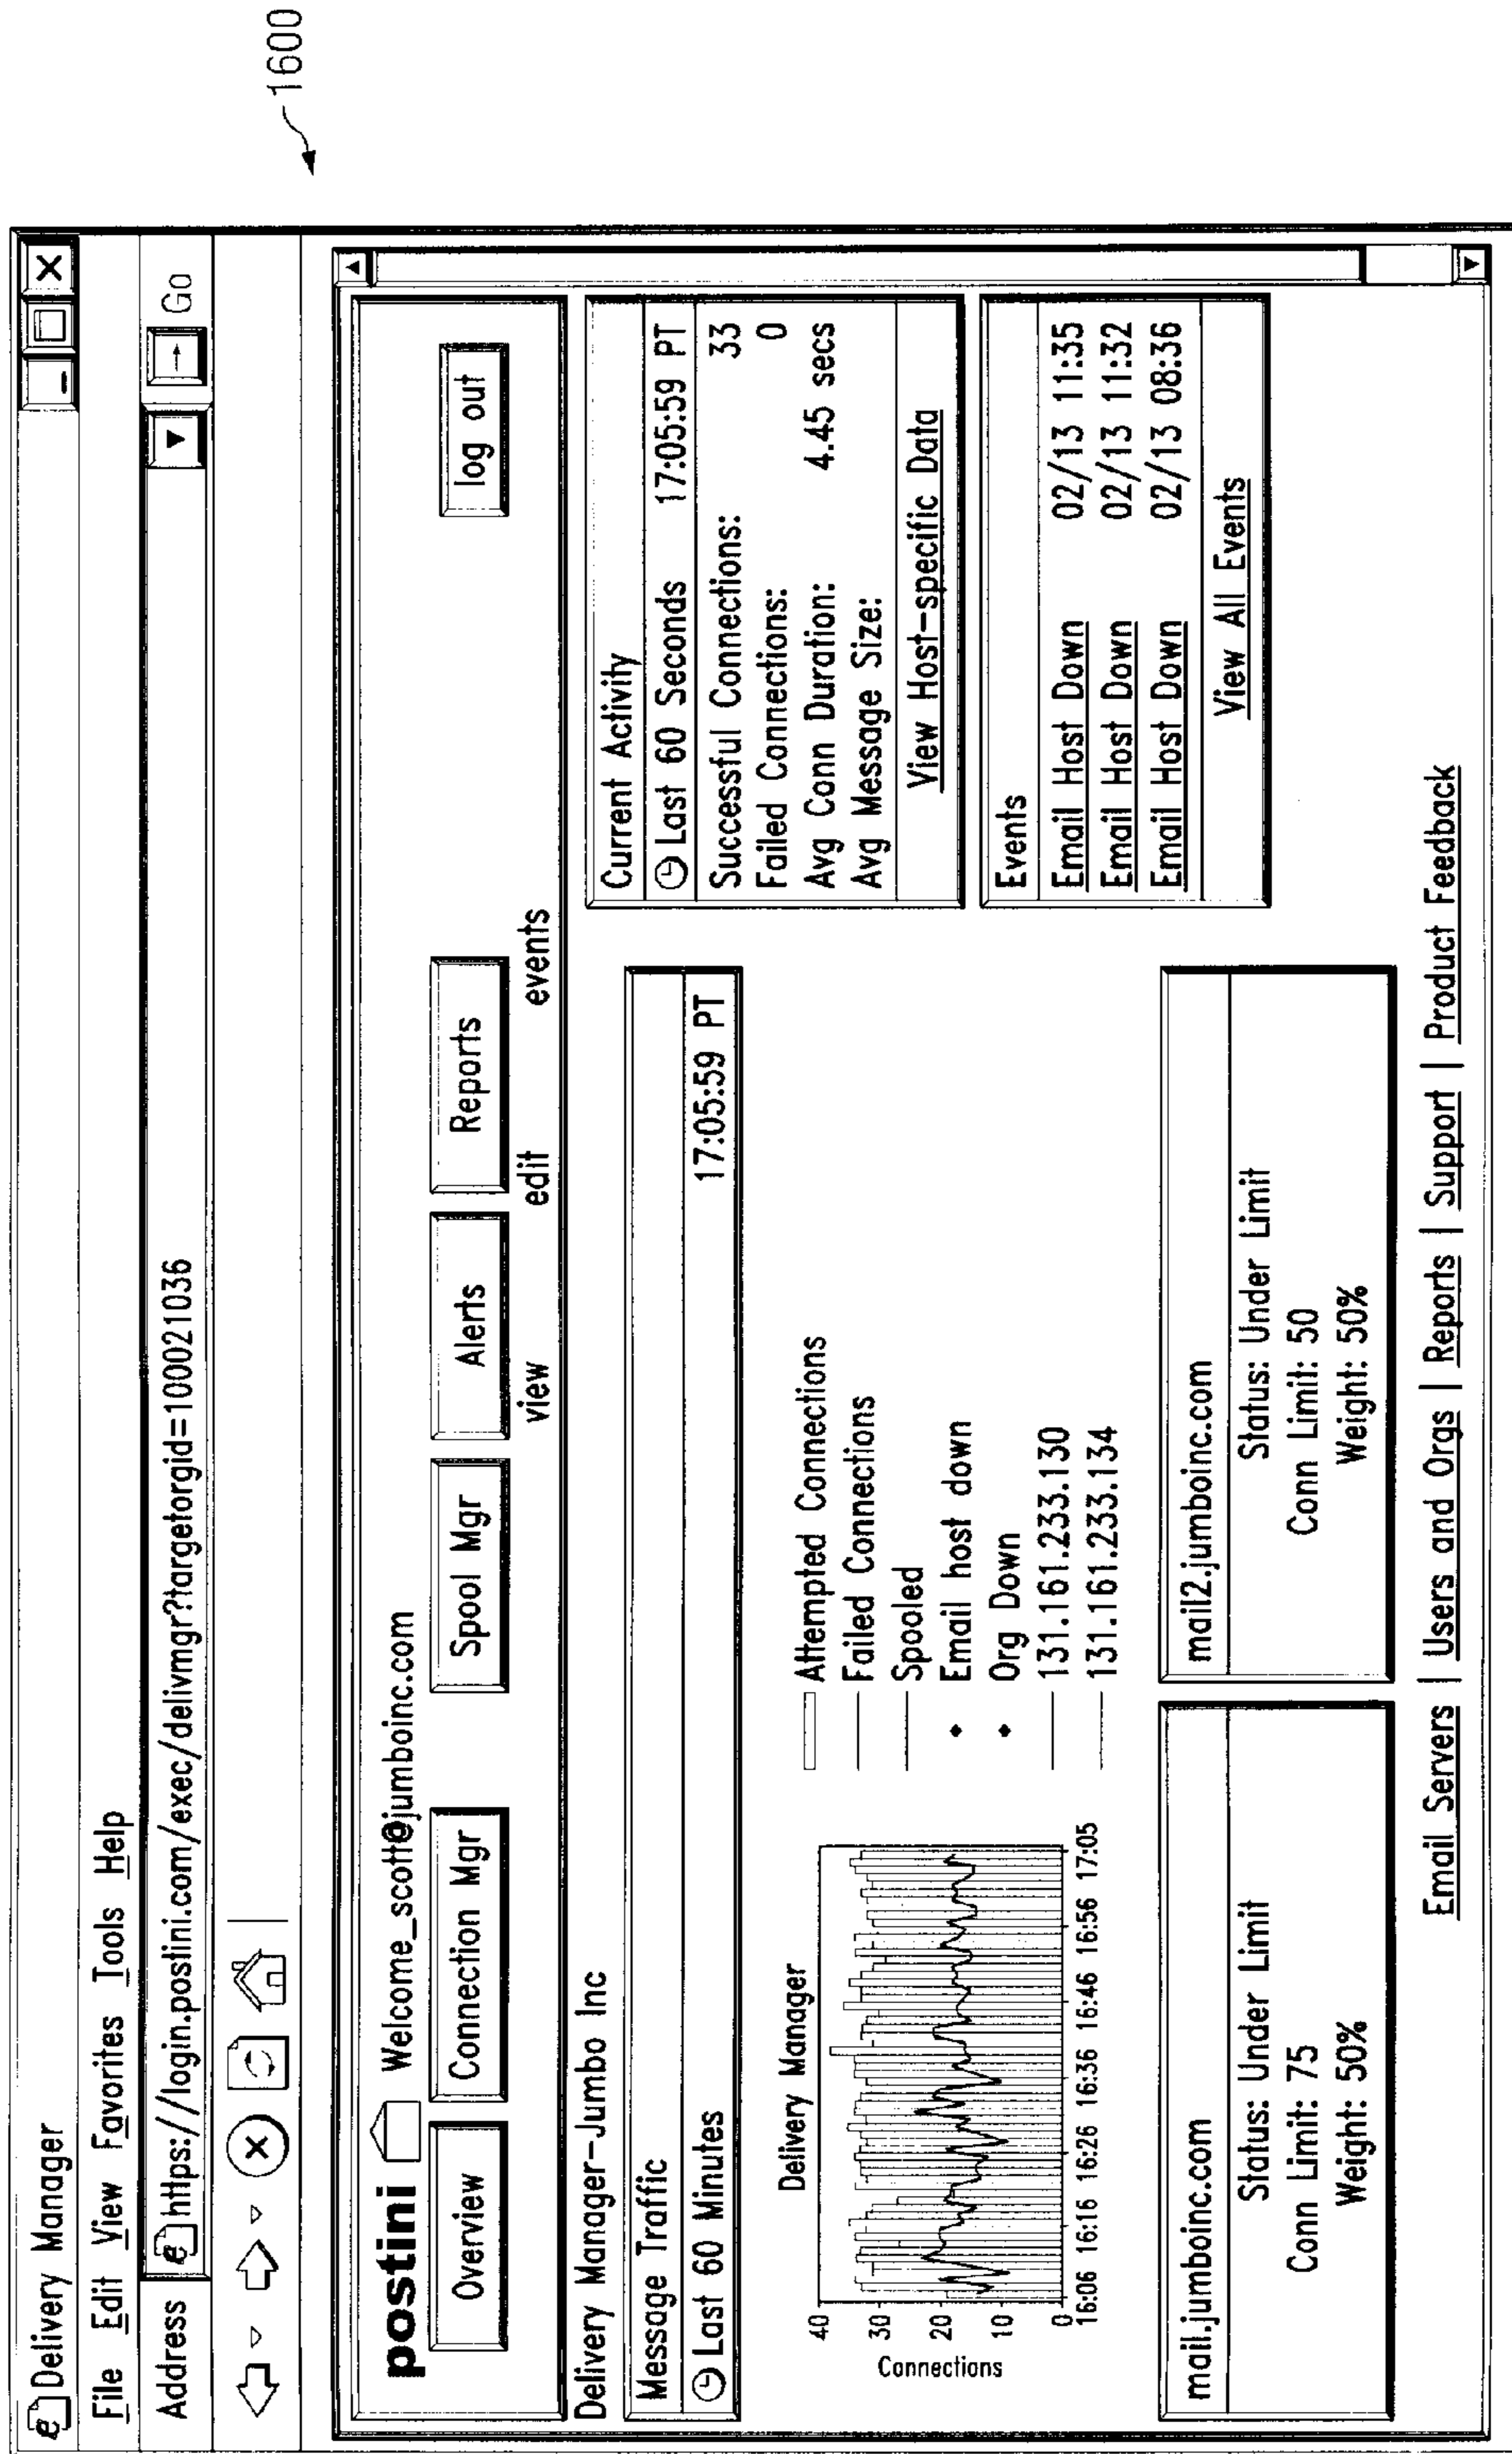 Delivery Manager
File Edit View Favorites Tools Help
Address https://login.postini.com/exec/delivmgr?targetorgid=100021036 Go
1600
postini Welcome_scott@jumboinc.com
log out
Overview Connection Mgr Spool Mgr Alerts Reports
view edit events
Delivery Manager-Jumbo Inc
Message Traffic
Last 60 Minutes 17:05:59 PT
Delivery Manager
40
30
20
10
0
Connections
16:06 16:16 16:26 16:36 16:46 16:56 17:05
Attempted Connections
Failed Connections
Spooled
Email host down
Org Down
131.161.233.130
131.161.233.134
Current Activity
Last 60 Seconds 17:05:59 PT
Successful Connections: 33
Failed Connections: 0
Avg Conn Duration: 4.45 secs
Avg Message Size:
View Host-specific Data
Events
Email Host Down 02/13 11:35
Email Host Down 02/13 11:32
Email Host Down 02/13 08:36
View All Events
mail.jumboinc.com
Status: Under Limit
Conn Limit: 75
Weight: 50%
mail2.jumboinc.com
Status: Under Limit
Conn Limit: 50
Weight: 50%
Email Servers | Users and Orgs | Reports | Support | Product Feedback